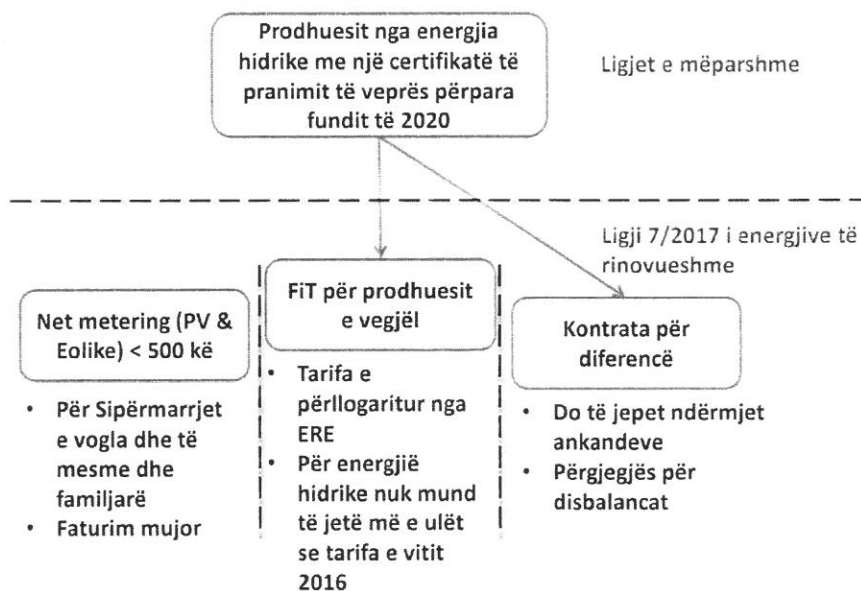 Prodhuesit nga energjia
hidrike me një certifikatë të
pranimit të veprës përpara
fundit të 2020
Ligjet e mëparshme
Ligji 7/2017 i energjive të
rinovueshme
Net metering (PV &
Eolike) < 500 kë
• Për Sipërmarrjet
e vogla dhe të
mesme dhe
familjarë
• Faturim mujor
FiT për prodhuesit
e vegjël
• Tarifa e
përllogaritur nga
ERE
• Për energjië
hidrike nuk mund
të jetë më e ulët
se tarifa e vitit
2016
Kontrata për
diferencë
• Do të jepet ndërmjet
ankandeve
• Përgjegjës për
disbalancat